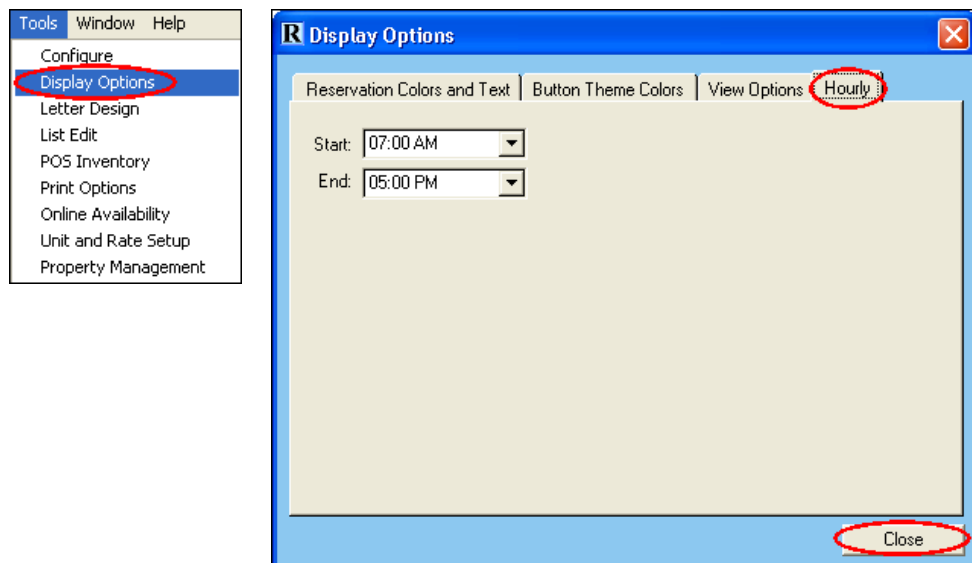 Tools Window Help
Configure
Display Options
Letter Design
List Edit
POS Inventory
Print Options
Online Availability
Unit and Rate Setup
Property Management
R Display Options
Reservation Colors and Text Button Theme Colors View Options Hourly
Start: 07:00 AM
End: 05:00 PM
Close